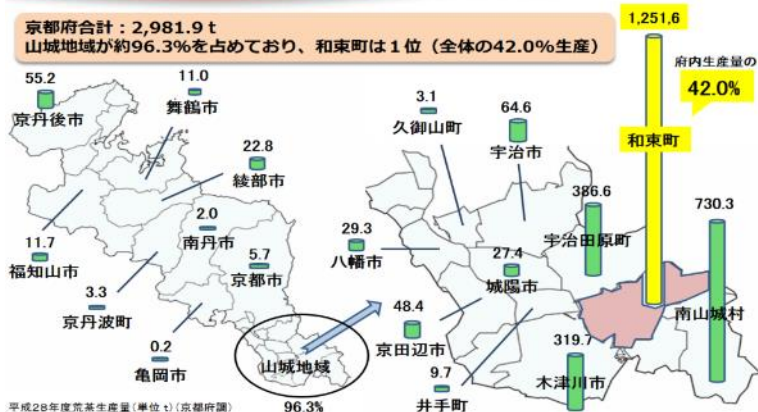 京都府合計：2,981.9 t
山城地域が約96.3%を占めており、和束町は１位（全体の42.0%生産）
1,251,6
府内生産量の
42.0%
和束町
55.2
京丹後市
11.0
舞鶴市
22.8
綾部市
2.0
南丹市
5.7
京都市
11.7
福知山市
3.3
京丹波町
0.2
亀岡市
山城地域
96.3%
3.1
久御山町
64.6
宇治市
386.6
宇治田原町
730.3
南山城村
29.3
八幡市
27.4
城陽市
48.4
京田辺市
319.7
木津川市
9.7
井手町
平成28年度荒茶生産量（単位 t）（京都府調）